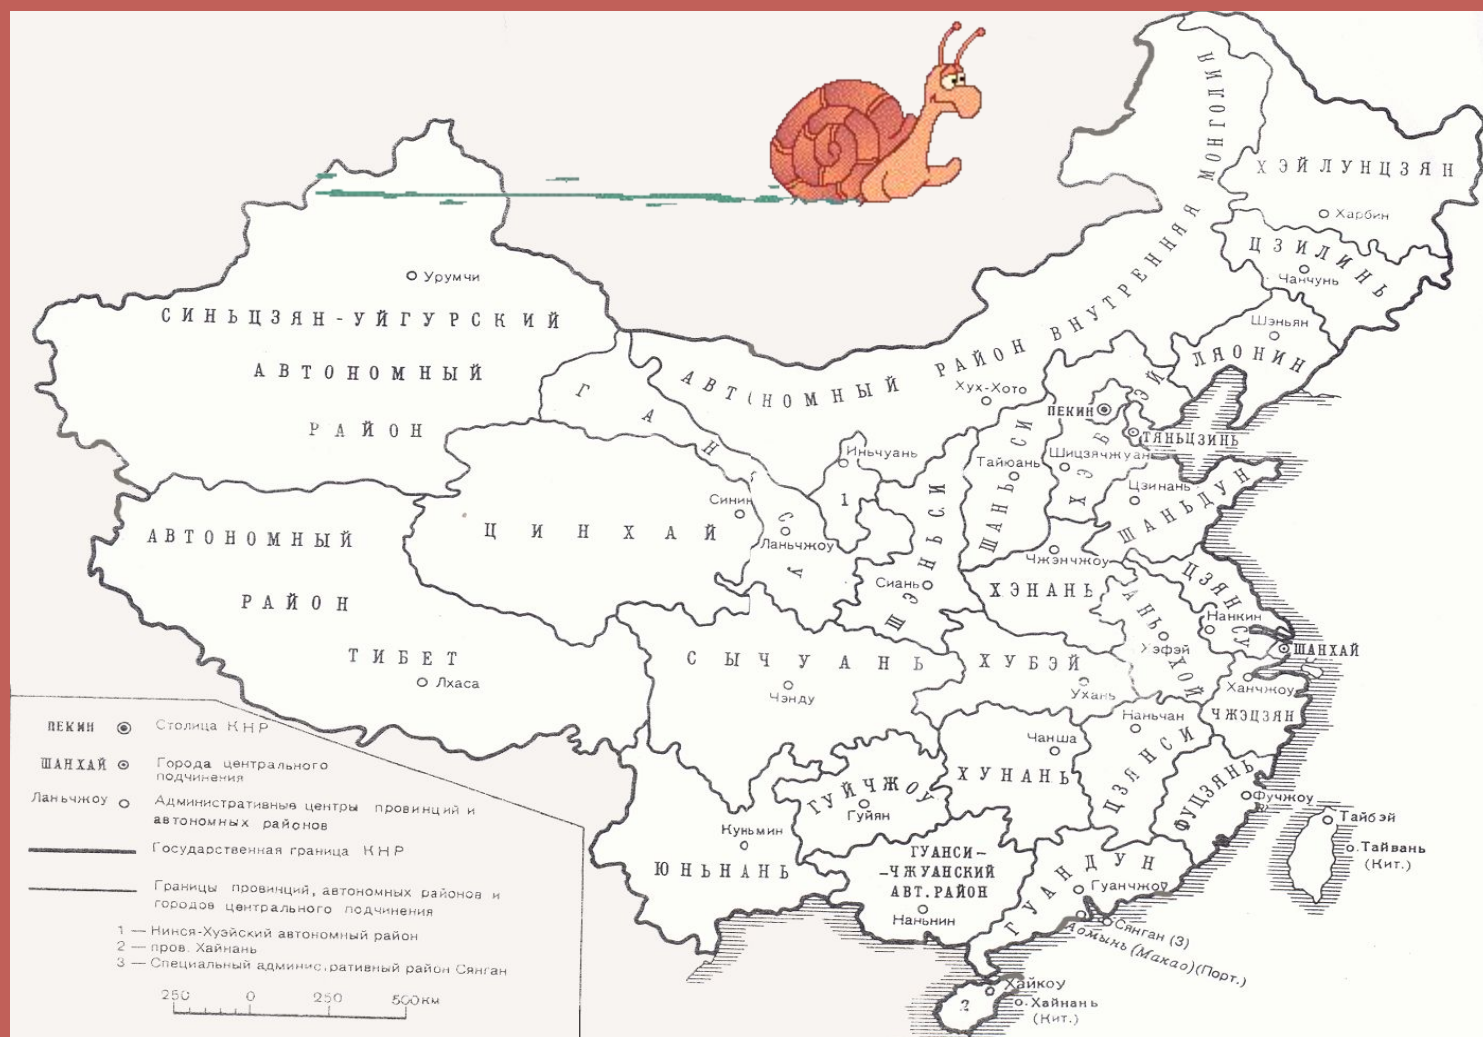 ВНУТРЕННЯЯ МОНГОЛИЯ
ХЭЙЛУНЦЗЯН
Харбин
ЦЗИЛИНЬ
Чанчунь
Урумчи
СИНЬЦЗЯН-УЙГУРСКИЙ
АВТОНОМНЫЙ
РАЙОН
Шэньян
ЛЯОНИН
АВТОНОМНЫЙ РАЙОН
Хух-Хото
ГАНСУ
ПЕКИН
ХЭБЭЙ
ТЯНЬЦЗИНЬ
Иньчуань
1
Тайюань
Шицзячжуан
ШАНЬСИ
Цзинань
ШАНЬДУН
Синин
ЦИНХАЙ
Ланьчжоу
АВТОНОМНЫЙ
РАЙОН
ТИБЕТ
Лхаса
Сиань
ШЭНЬСИ
Чжэнчжоу
ХЭНАНЬ
ЦЗЯНСУ
АНЬХОЙ
Нанкин
Хэфэй
ШАНХАЙ
СЫЧУАНЬ
Чэнду
ХУБЭЙ
Ухань
Ханчжоу
ЧЖЭЦЗЯН
Наньчан
Чанша
ХУНАНЬ
ЦЗЯНСИ
ФУЦЗЯНЬ
Фучжоу
ГУЙЧЖОУ
Гуйян
Куньмин
ЮНЬНАНЬ
ГУАНСИ-
-ЧЖУАНСКИЙ
АВТ.РАЙОН
Наньнин
ГУАНДУН
Гуанчжоу
Сянган (3)
Аомынь (Макао) (Порт.)
Тайбэй
Тайвань
(Кит.)
Хайкоу
2
Хайнань
(Кит.)
ПЕКИН Столица КНР
ШАНХАЙ Города центрального
подчинения
Ланьчжоу Административные центры провинций и
автономных районов
Государственная граница КНР
Границы провинций, автономных районов и
городов центрального подчинения
1 — Нинся-Хуэйский автономный район
2 — пров. Хайнань
3 — Специальный административный район Сянган
250 0 250 500км